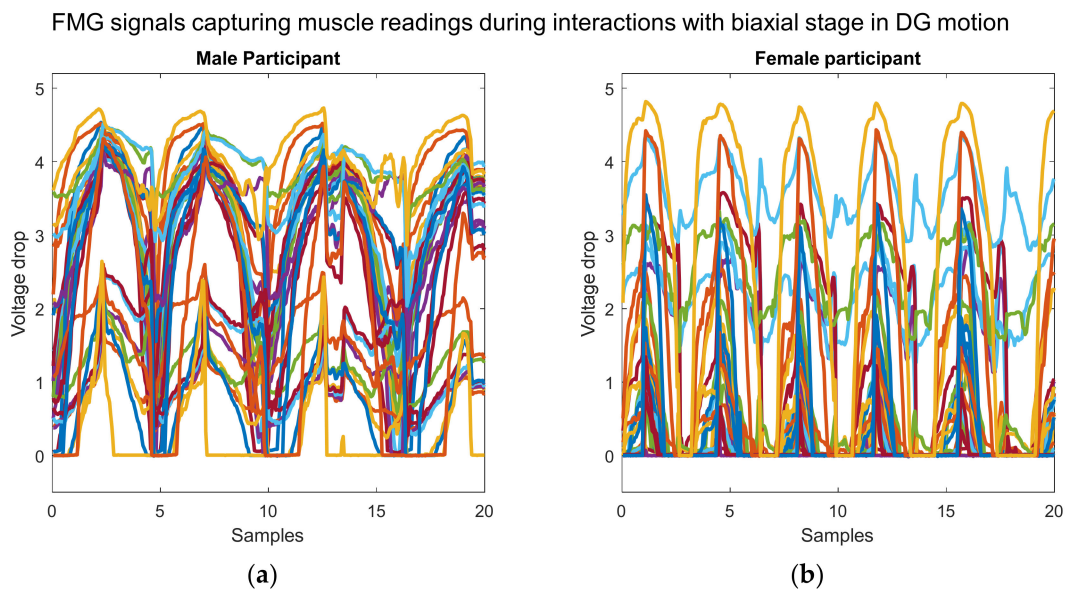 FMG signals capturing muscle readings during interactions with biaxial stage in DG motion
Male Participant
Voltage drop
5
4
3
2
1
0
0 5 10 15 20
Samples
(a)
Female participant
Voltage drop
5
4
3
2
1
0
0 5 10 15 20
Samples
(b)